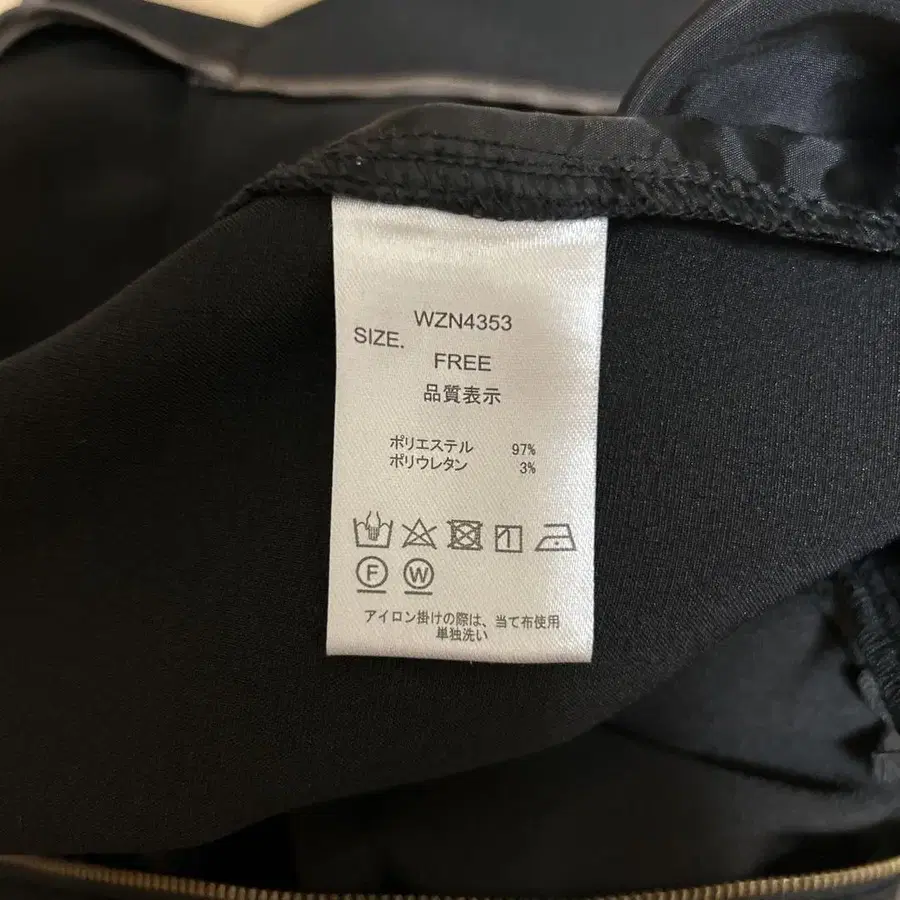 WZN4353
SIZE.
FREE
品質表示
ポリエステル 97%
ポリウレタン 3%
F W
アイロン掛けの際は、当て布使用
単独洗い